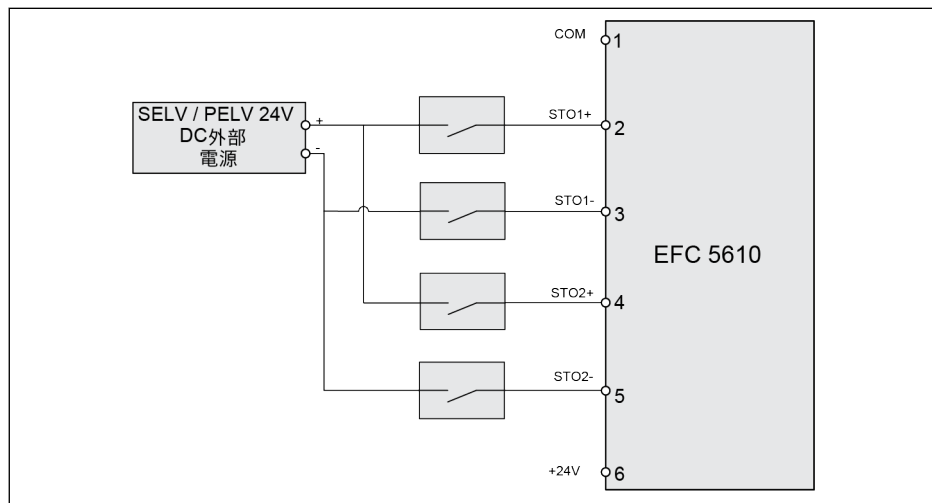 COM
1
SELV / PELV 24V
DC外部
電源
+
-
STO1+
2
STO1-
3
EFC 5610
STO2+
4
STO2-
5
+24V
6